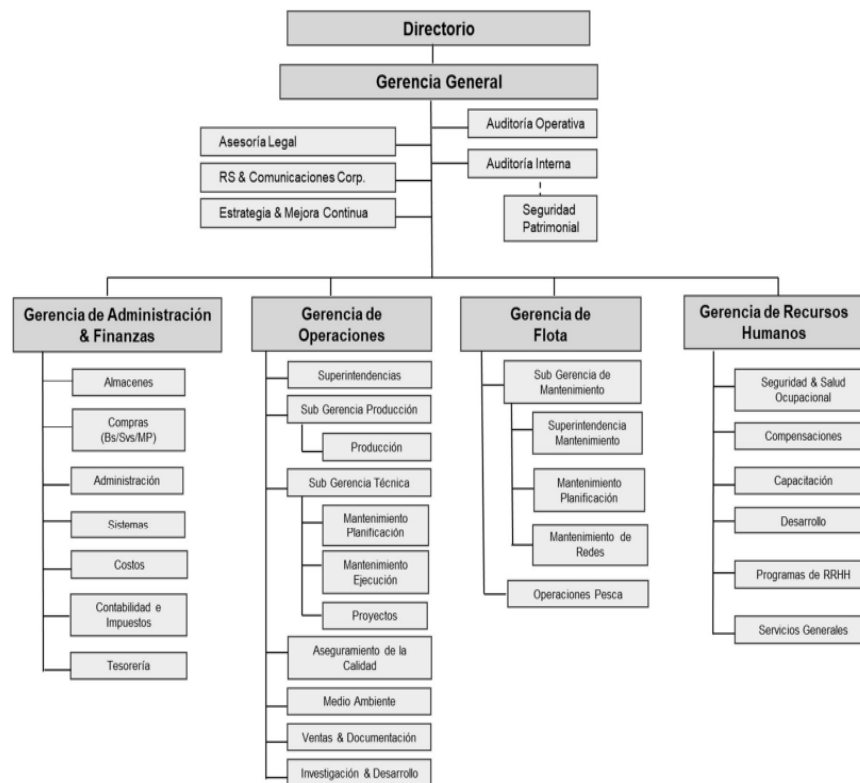 Directorio
Gerencia General
Auditoría Operativa
Asesoría Legal
Auditoría Interna
RS & Comunicaciones Corp.
Estrategia & Mejora Continua
Seguridad
Patrimonial
Gerencia de Administración
& Finanzas
Almacenes
Compras
(Bs/Svs/MP)
Administración
Sistemas
Costos
Contabilidad e
Impuestos
Tesorería
Gerencia de
Operaciones
Superintendencias
Sub Gerencia Producción
Producción
Sub Gerencia Técnica
Mantenimiento
Planificación
Mantenimiento
Ejecución
Proyectos
Aseguramiento de la
Calidad
Medio Ambiente
Ventas & Documentación
Investigación & Desarrollo
Gerencia de
Flota
Sub Gerencia de
Mantenimiento
Superintendencia
Mantenimiento
Mantenimiento
Planificación
Mantenimiento de
Redes
Operaciones Pesca
Gerencia de Recursos
Humanos
Seguridad & Salud
Ocupacional
Compensaciones
Capacitación
Desarrollo
Programas de RRHH
Servicios Generales